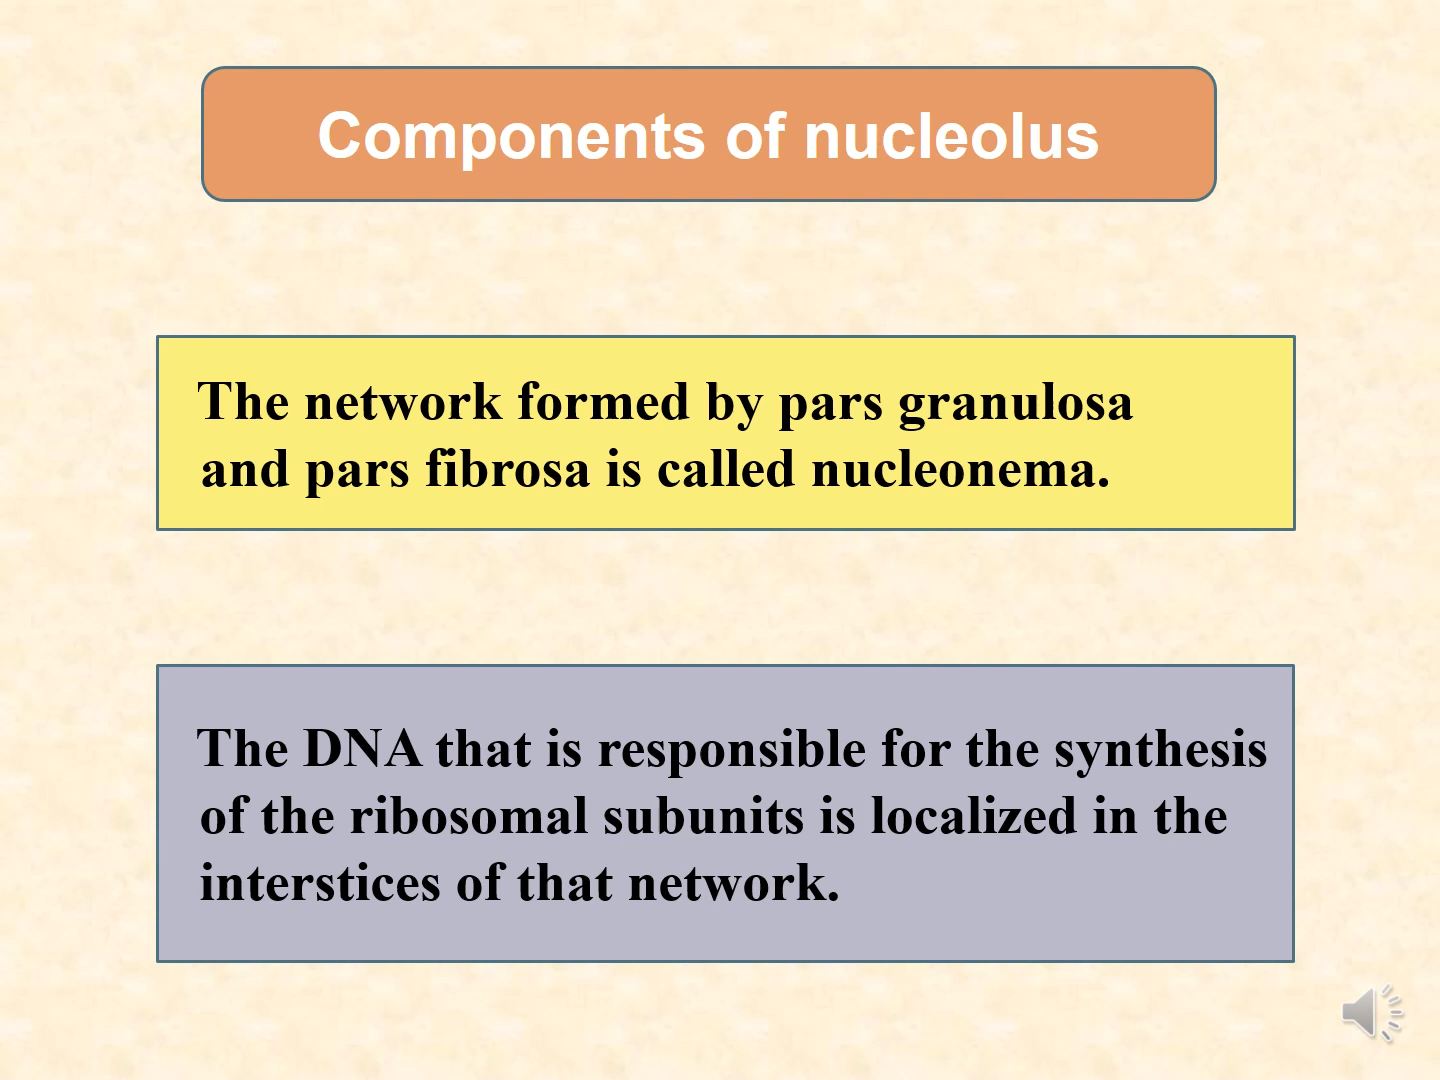 Components of nucleolus
The network formed by pars granulosa
and pars fibrosa is called nucleonema.
The DNA that is responsible for the synthesis
of the ribosomal subunits is localized in the
interstices of that network.